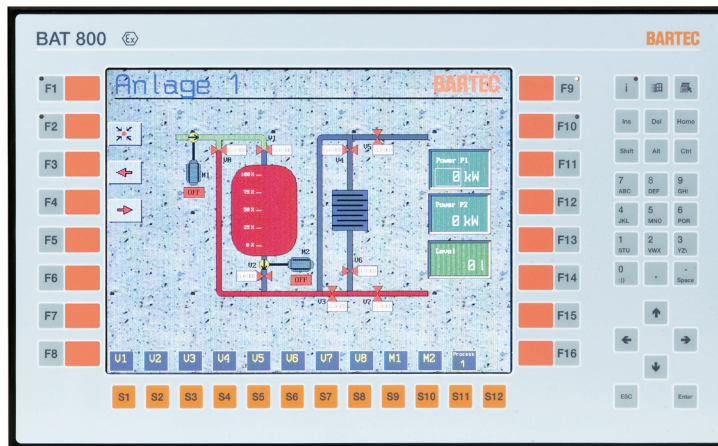 BAT 800 Ex BARTEC
Anlage 1 BARTEC
F1
F2
F3
F4
F5
F6
F7
F8
V1
V8
M1
OFF
100%
75%
50%
25%
0%
V2
M2
OFF
V4
V5
V6
V3
V7
Power P1
0 kW
Power P2
0 kW
Level
0 l
V1 V2 V3 V4 V5 V6 V7 V8 M1 M2 Process 1
S1 S2 S3 S4 S5 S6 S7 S8 S9 S10 S11 S12
F9
F10
F11
F12
F13
F14
F15
F16
i
Ins Del Home
Shift Alt Ctrl
7 8 9
ABC DEF GHI
4 5 6
JKL MNO PQR
1 2 3
STU VWX YZ\
0 . -
:() Space
ESC Enter